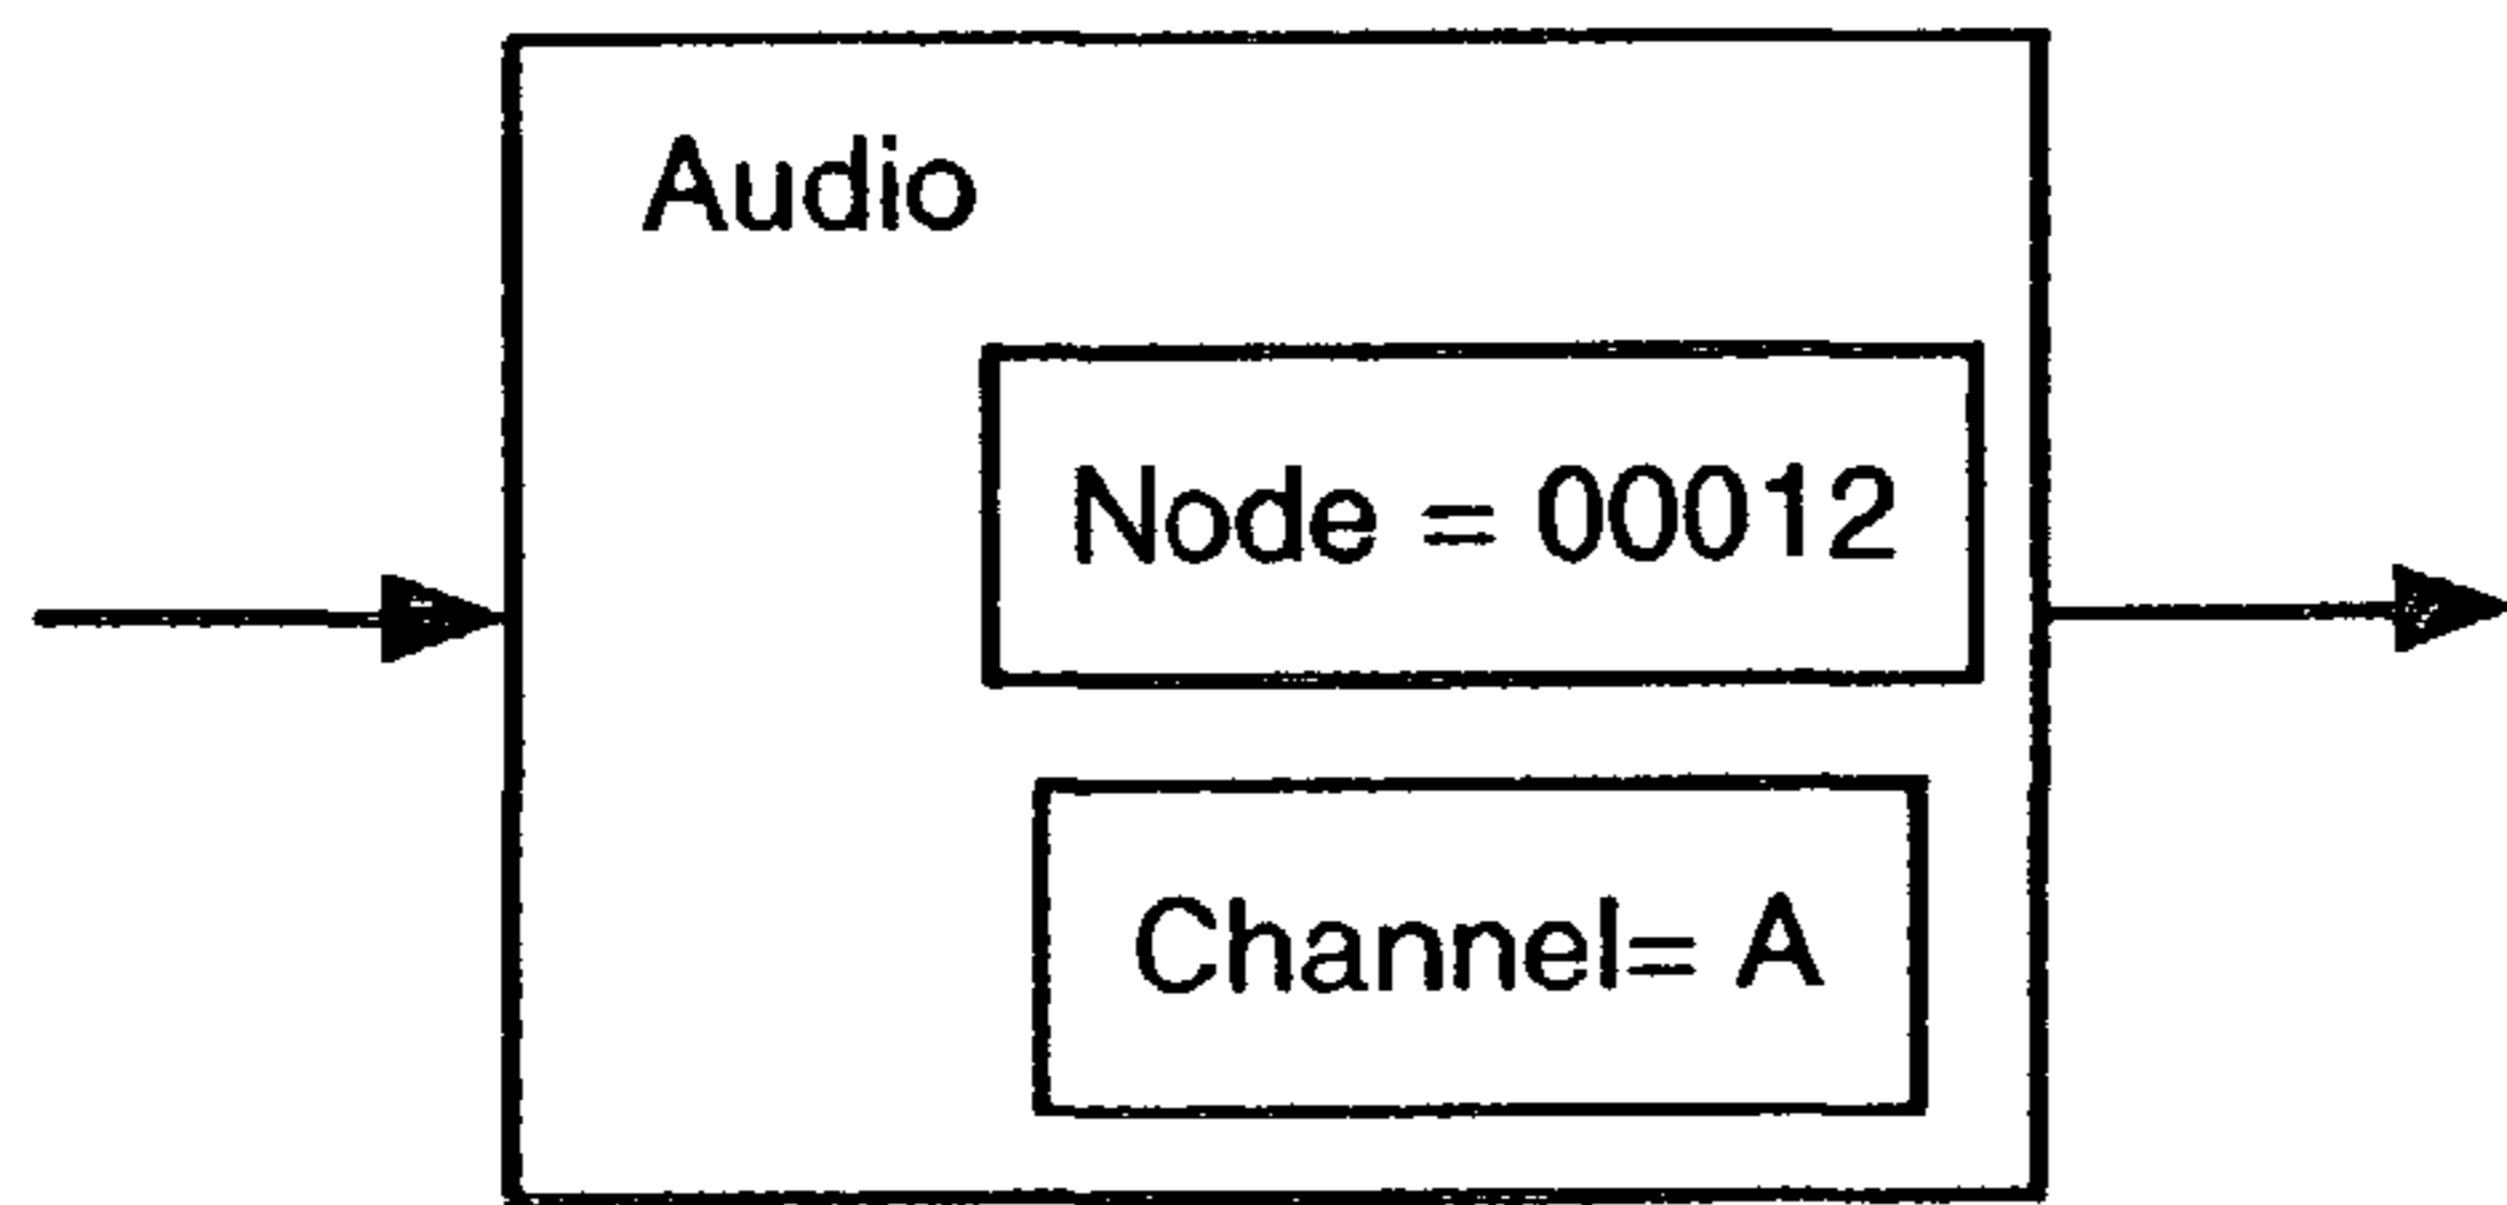 Audio
Node = 00012
Channel= A